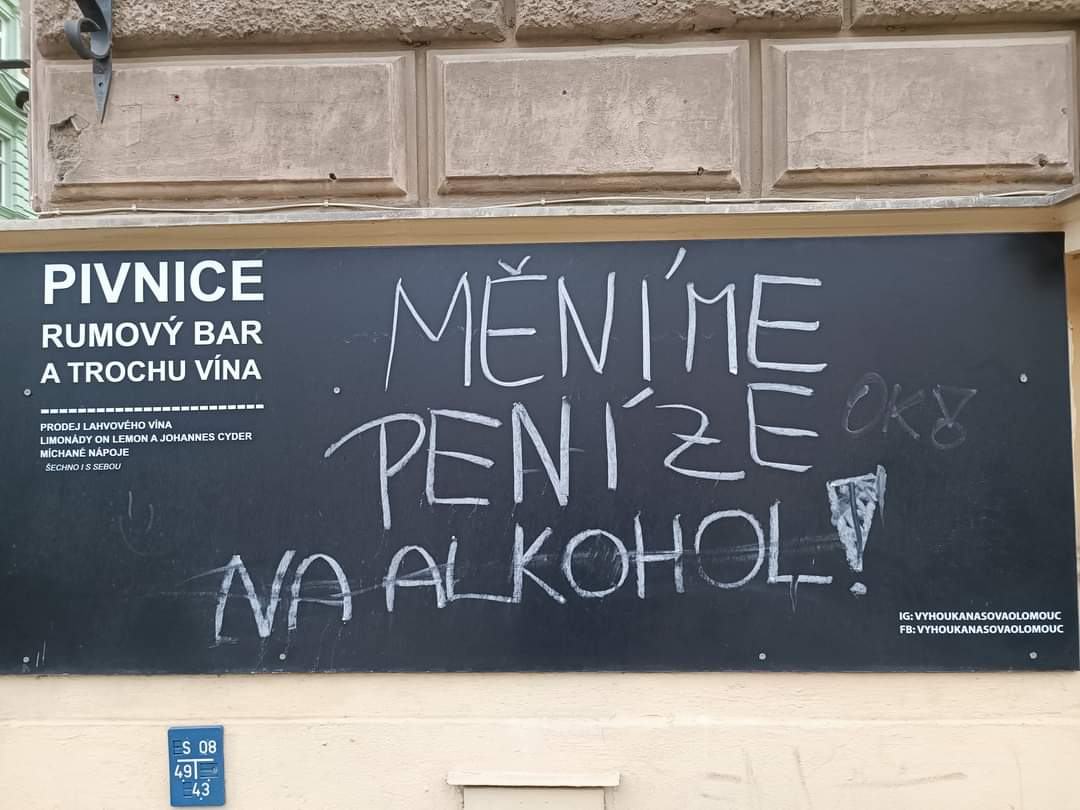 PIVNICE
RUMOVÝ BAR
A TROCHU VÍNA
PRODEJ LAHVOVÉHO VÍNA
LIMONÁDY ON LEMON A JOHANNES CYDER
MÍCHANÉ NÁPOJE
ŠECHNO I S SEBOU
MĚNÍME
PENÍZE
OK!
NA ALKOHOL!
IG: VYHOUKANASOVAOLOMOUC
FB: VYHOUKANASOVAOLOMOUC
S 08
49
43